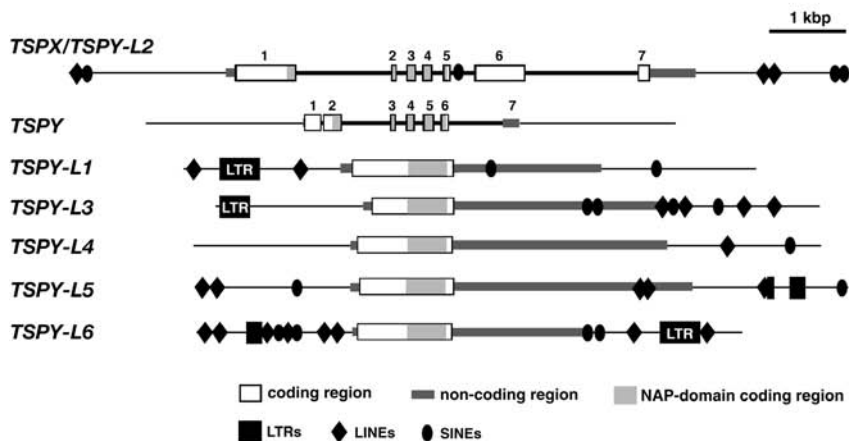 1 kbp
TSPX/TSPY-L2
1 2 3 4 5 6 7
TSPY
1 2 3 4 5 6 7
TSPY-L1
LTR
TSPY-L3
LTR
TSPY-L4
TSPY-L5
TSPY-L6
LTR
coding region
non-coding region
NAP-domain coding region
LTRs
LINEs
SINEs